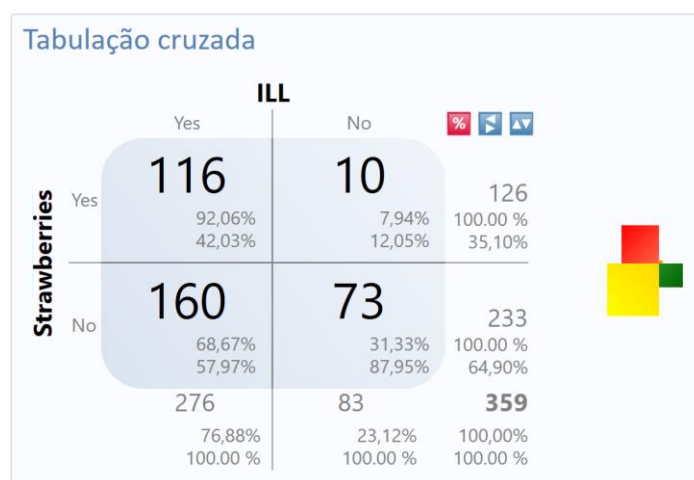 Tabulação cruzada
ILL
Yes No %
Strawberries
Yes 116 10 126
92,06% 7,94% 100.00 %
42,03% 12,05% 35,10%
No 160 73 233
68,67% 31,33% 100.00 %
57,97% 87,95% 64,90%
276 83 359
76,88% 23,12% 100,00%
100.00 % 100.00 % 100.00 %